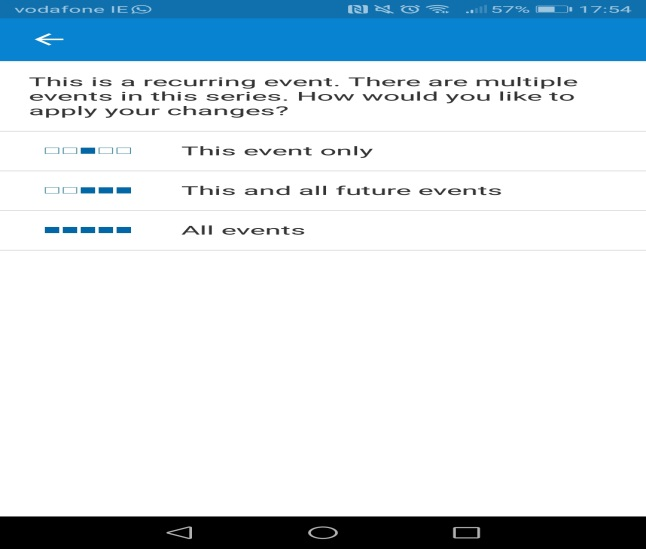 vodafone IE 57% 17:54
This is a recurring event. There are multiple
events in this series. How would you like to
apply your changes?
This event only
This and all future events
All events